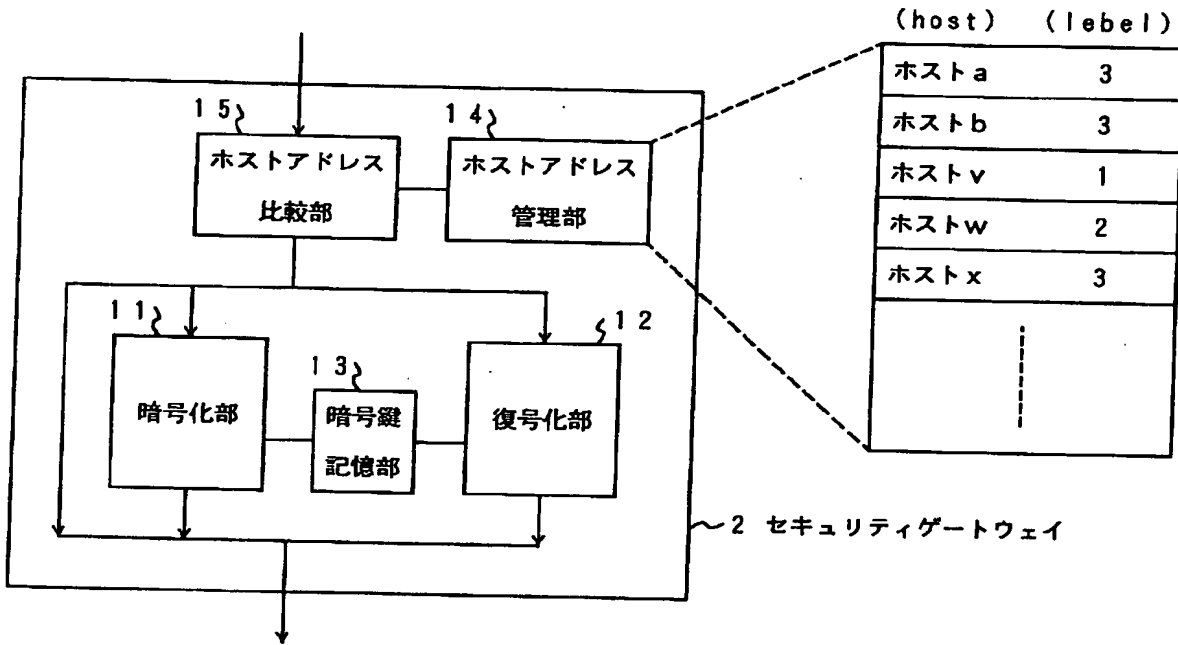 (host) (lebel)
ホストa 3
ホストb 3
ホストv 1
ホストw 2
ホストx 3
15
ホストアドレス
比較部
14
ホストアドレス
管理部
11
暗号化部
13
暗号鍵
記憶部
12
復号化部
2 セキュリティゲートウェイ